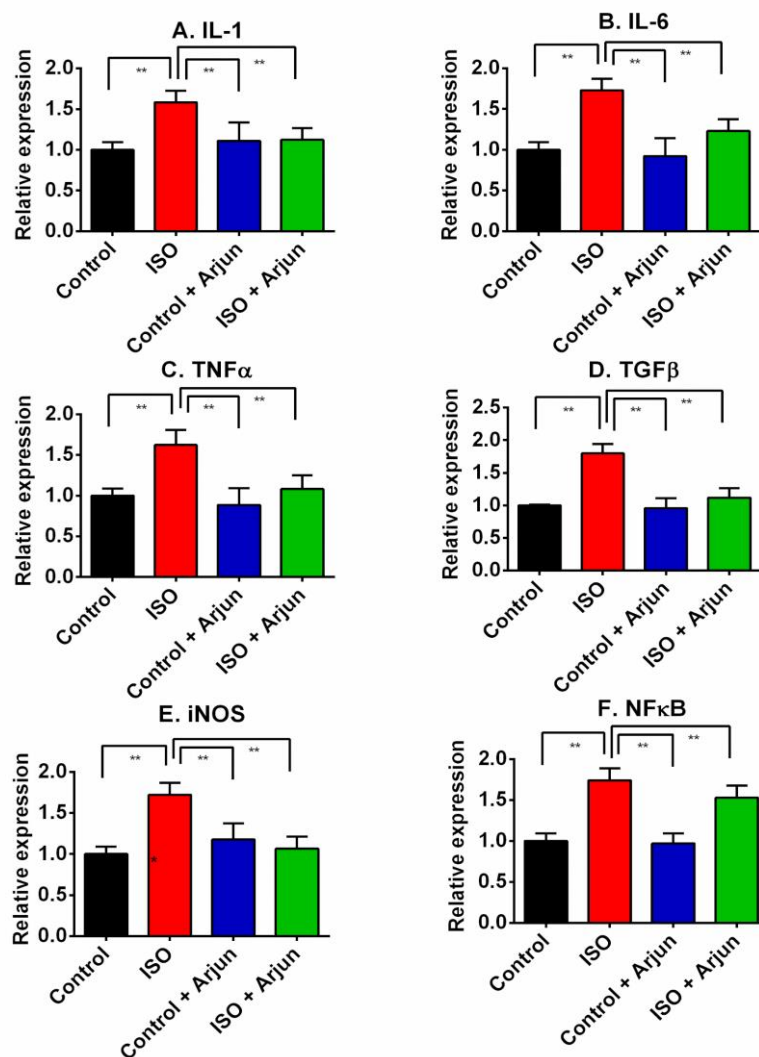 A. IL-1
** ** **
Relative expression
2.0
1.5
1.0
0.5
0.0
Control
ISO
Control + Arjun
ISO + Arjun
B. IL-6
** ** **
Relative expression
2.0
1.5
1.0
0.5
0.0
Control
ISO
Control + Arjun
ISO + Arjun
C. TNFα
** ** **
Relative expression
2.0
1.5
1.0
0.5
0.0
Control
ISO
Control + Arjun
ISO + Arjun
D. TGFβ
** ** **
Relative expression
2.5
2.0
1.5
1.0
0.5
0.0
Control
ISO
Control + Arjun
ISO + Arjun
E. iNOS
** ** **
Relative expression
2.0
1.5
1.0
0.5
0.0
*
Control
ISO
Control + Arjun
ISO + Arjun
F. NFκB
** ** **
Relative expression
2.0
1.5
1.0
0.5
0.0
Control
ISO
Control + Arjun
ISO + Arjun